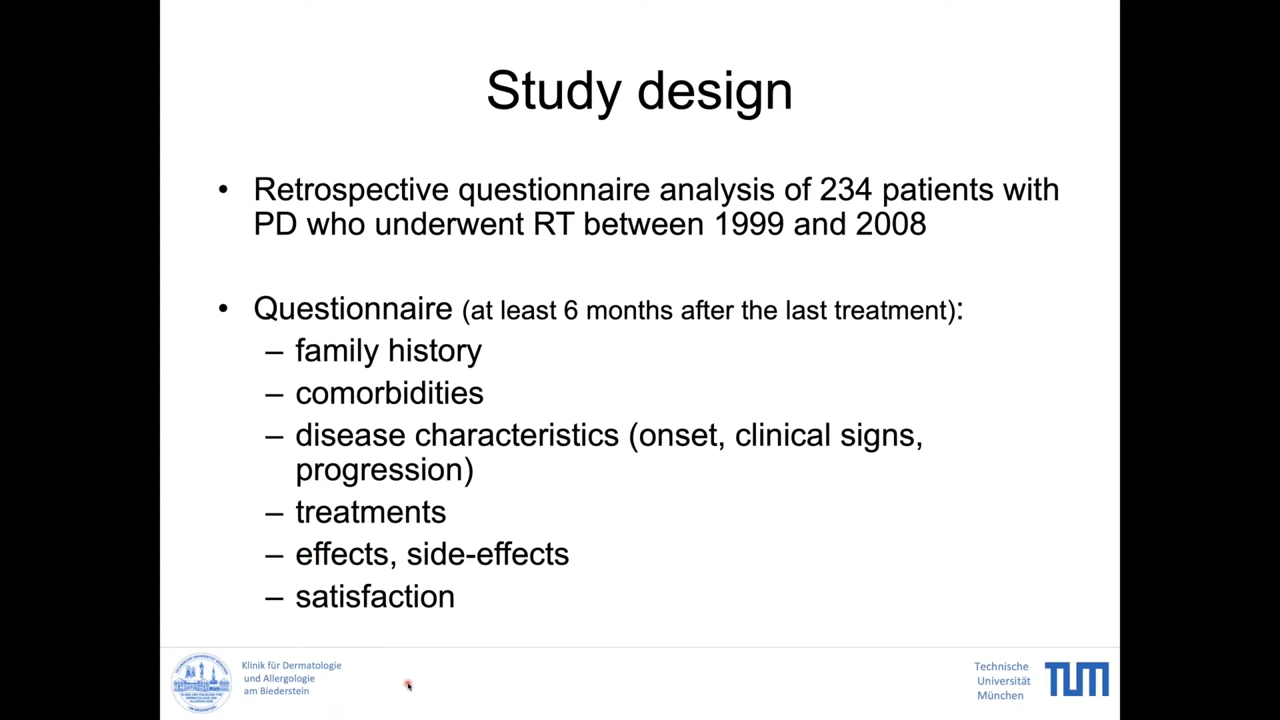 Study design
• Retrospective questionnaire analysis of 234 patients with
PD who underwent RT between 1999 and 2008
• Questionnaire (at least 6 months after the last treatment):
– family history
– comorbidities
– disease characteristics (onset, clinical signs,
progression)
– treatments
– effects, side-effects
– satisfaction
Klinik für Dermatologie
und Allergologie
am Biederstein
Technische
Universität
München
TUM